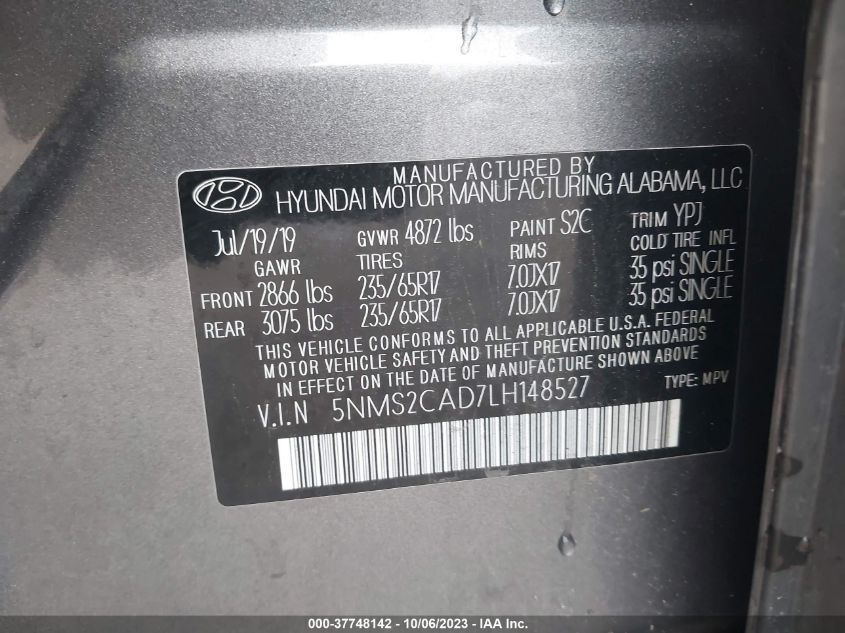 MANUFACTURED BY
HYUNDAI MOTOR MANUFACTURING ALABAMA, LLC
Jul/19/19 GVWR 4872 lbs PAINT S2C TRIM YPJ
GAWR TIRES RIMS COLD TIRE INFL
FRONT 2866 lbs 235/65R17 7.0JX17 35 psi SINGLE
REAR 3075 lbs 235/65R17 7.0JX17 35 psi SINGLE
THIS VEHICLE CONFORMS TO ALL APPLICABLE U.S.A. FEDERAL
MOTOR VEHICLE SAFETY AND THEFT PREVENTION STANDARDS
IN EFFECT ON THE DATE OF MANUFACTURE SHOWN ABOVE
V.I.N 5NMS2CAD7LH148527 TYPE: MPV
000-37748142 - 10/06/2023 - IAA Inc.